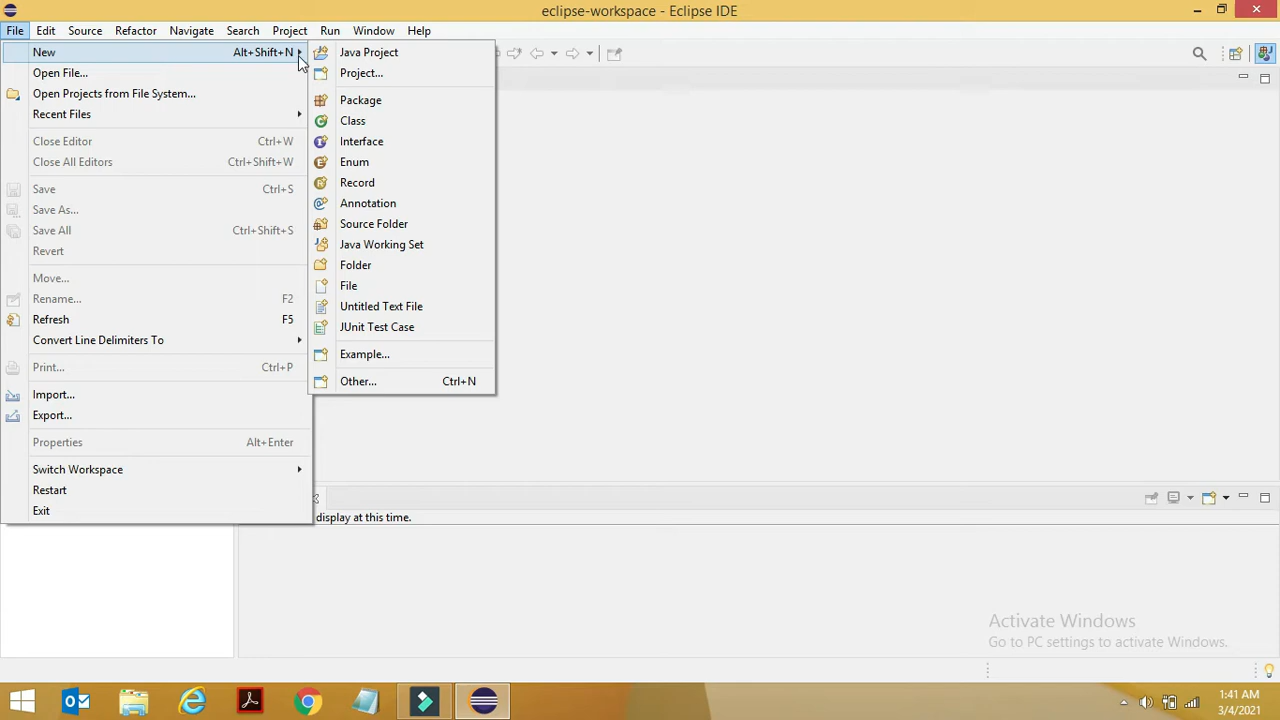 eclipse-workspace - Eclipse IDE
File Edit Source Refactor Navigate Search Project Run Window Help
New Alt+Shift+N
Open File...
Open Projects from File System...
Recent Files
Close Editor Ctrl+W
Close All Editors Ctrl+Shift+W
Save Ctrl+S
Save As...
Save All Ctrl+Shift+S
Revert
Move...
Rename... F2
Refresh F5
Convert Line Delimiters To
Print... Ctrl+P
Import...
Export...
Properties Alt+Enter
Switch Workspace
Restart
Exit
Java Project
Project...
Package
Class
Interface
Enum
Record
Annotation
Source Folder
Java Working Set
Folder
File
Untitled Text File
JUnit Test Case
Example...
Other... Ctrl+N
display at this time.
Activate Windows
Go to PC settings to activate Windows.
1:41 AM
3/4/2021